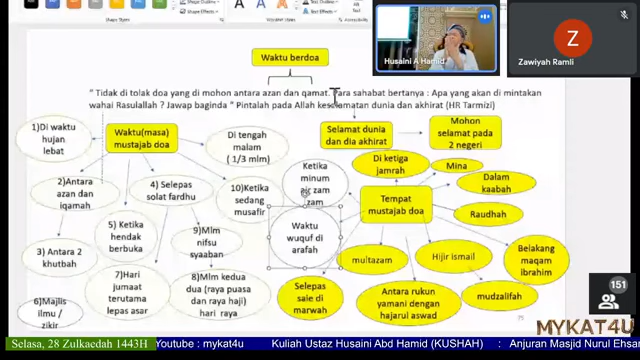 Waktu berdoa
" Tidak di tolak doa yang di mohon antara azan dan qamat. Para sahabat bertanya : Apa yang akan di mintakan
wahai Rasulallah ? Jawap baginda " Pintalah pada Allah keselamatan dunia dan akhirat (HR Tarmizi)
1)Di waktu
hujan
lebat
Waktu(masa)
mustajab doa
Di tengah
malam
( 1/3 mlm)
Selamat dunia
dan dia akhirat
Mohon
selamat pada
2 negeri
2)Antara
azan dan
iqamah
4) Selepas
solat fardhu
10)Ketika
sedang
musafir
Ketika
minum
air zam
zam
Di ketiga
jamrah
Mina
Dalam
kaabah
Tempat
mustajab doa
Raudhah
3) Antara 2
khutbah
5) Ketika
hendak
berbuka
9)Mlm
nifsu
syaaban
Waktu
wuquf di
arafah
multazam
Hijir ismail
Belakang
maqam
ibrahim
6)Majlis
ilmu /
zikir
7)Hari
jumaat
terutama
lepas asar
8)Mlm kedua
dua (raya puasa
dan raya haji)
hari raya
Selepas
saie di
marwah
Antara rukun
yamani dengan
hajarul aswad
mudzalifah
Husaini A Hamid
Z
Zawiyah Ramli
151
MYKAT4U
Selasa, 28 Zulkaedah 1443H
Youtube : mykat4u
Kuliah Ustaz Husaini Abd Hamid (KUSHAH)
: Anjuran Masjid Nurul Ehsan